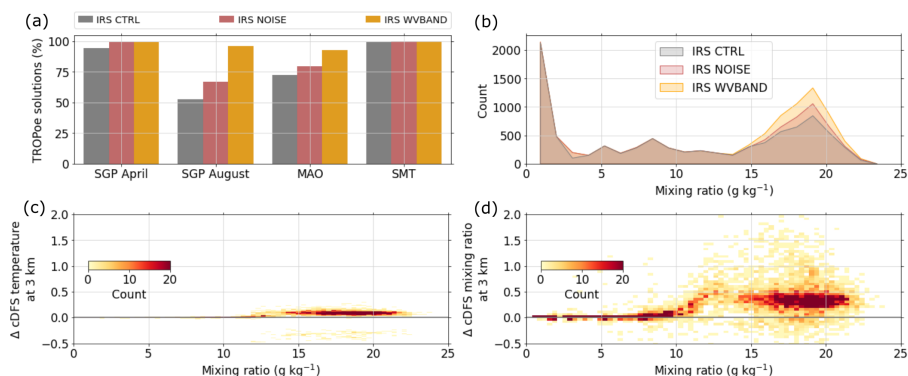 (a)
IRS CTRL
IRS NOISE
IRS WVBAND
TROPoe solutions (%)
100
75
50
25
0
SGP April
SGP August
MAO
SMT
(b)
IRS CTRL
IRS NOISE
IRS WVBAND
Count
2000
1500
1000
500
0
0
5
10
15
20
25
Mixing ratio (g kg⁻¹)
(c)
Δ cDFS temperature
at 3 km
2.0
1.5
1.0
0.5
0.0
−0.5
0
10
20
Count
0
5
10
15
20
25
Mixing ratio (g kg⁻¹)
(d)
Δ cDFS mixing ratio
at 3 km
2.0
1.5
1.0
0.5
0.0
−0.5
0
10
20
Count
0
5
10
15
20
25
Mixing ratio (g kg⁻¹)